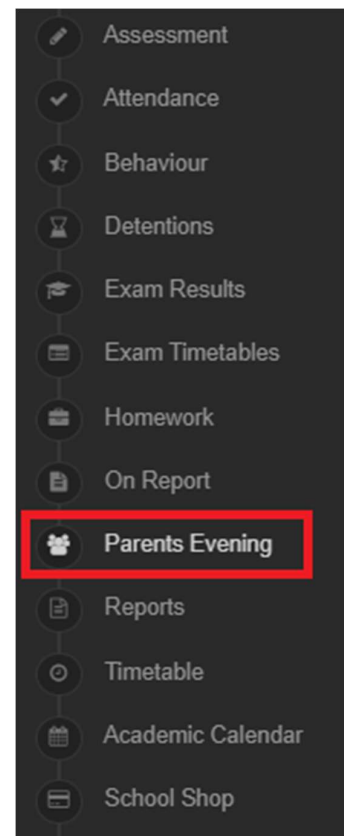 Assessment
Attendance
Behaviour
Detentions
Exam Results
Exam Timetables
Homework
On Report
Parents Evening
Reports
Timetable
Academic Calendar
School Shop